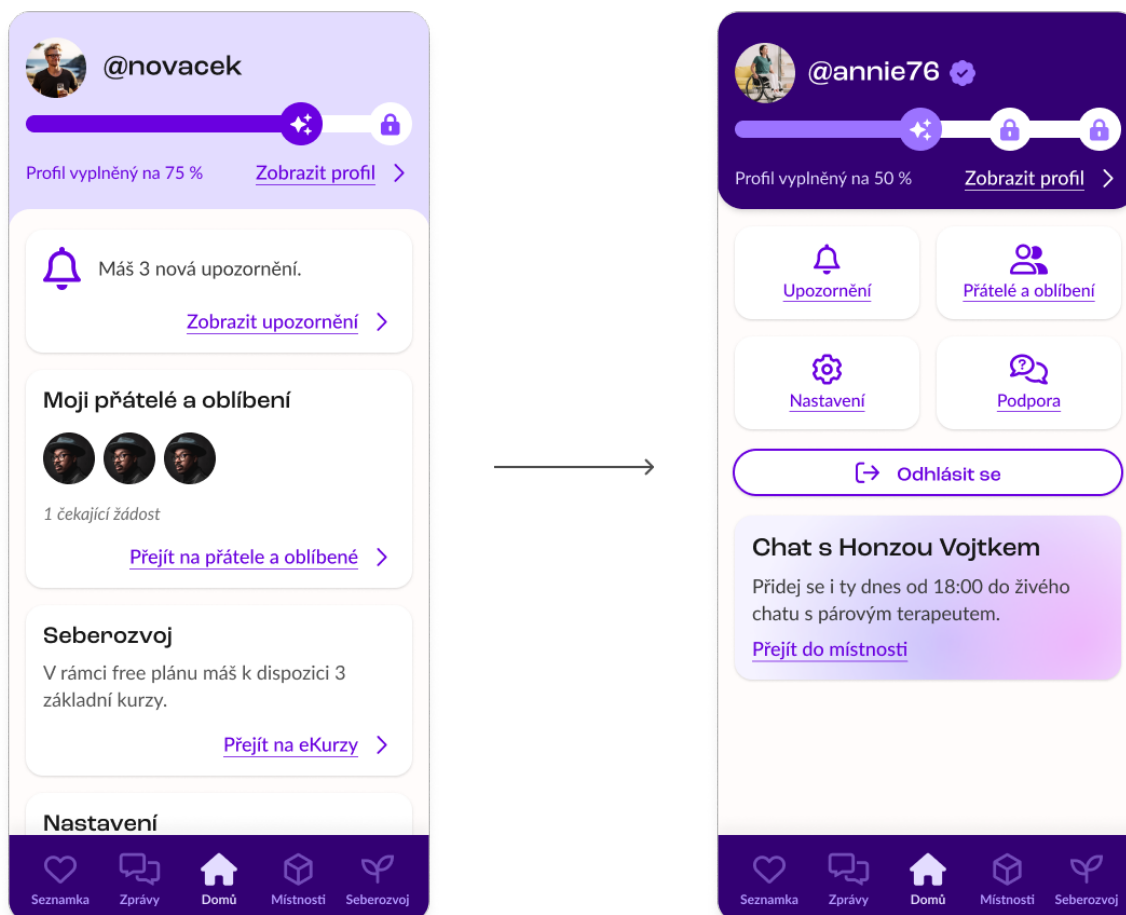 @novacek
Profil vyplněný na 75 %
Zobrazit profil
Máš 3 nová upozornění.
Zobrazit upozornění
Moji přátelé a oblíbení
1 čekající žádost
Přejít na přátele a oblíbené
Seberozvoj
V rámci free plánu máš k dispozici 3
základní kurzy.
Přejít na eKurzy
Nastavení
Seznamka
Zprávy
Domů
Místnosti
Seberozvoj
@annie76
Profil vyplněný na 50 %
Zobrazit profil
Upozornění
Přátelé a oblíbení
Nastavení
Podpora
Odhlásit se
Chat s Honzou Vojtkem
Přidej se i ty dnes od 18:00 do živého
chatu s párovým terapeutem.
Přejít do místnosti
Seznamka
Zprávy
Domů
Místnosti
Seberozvoj